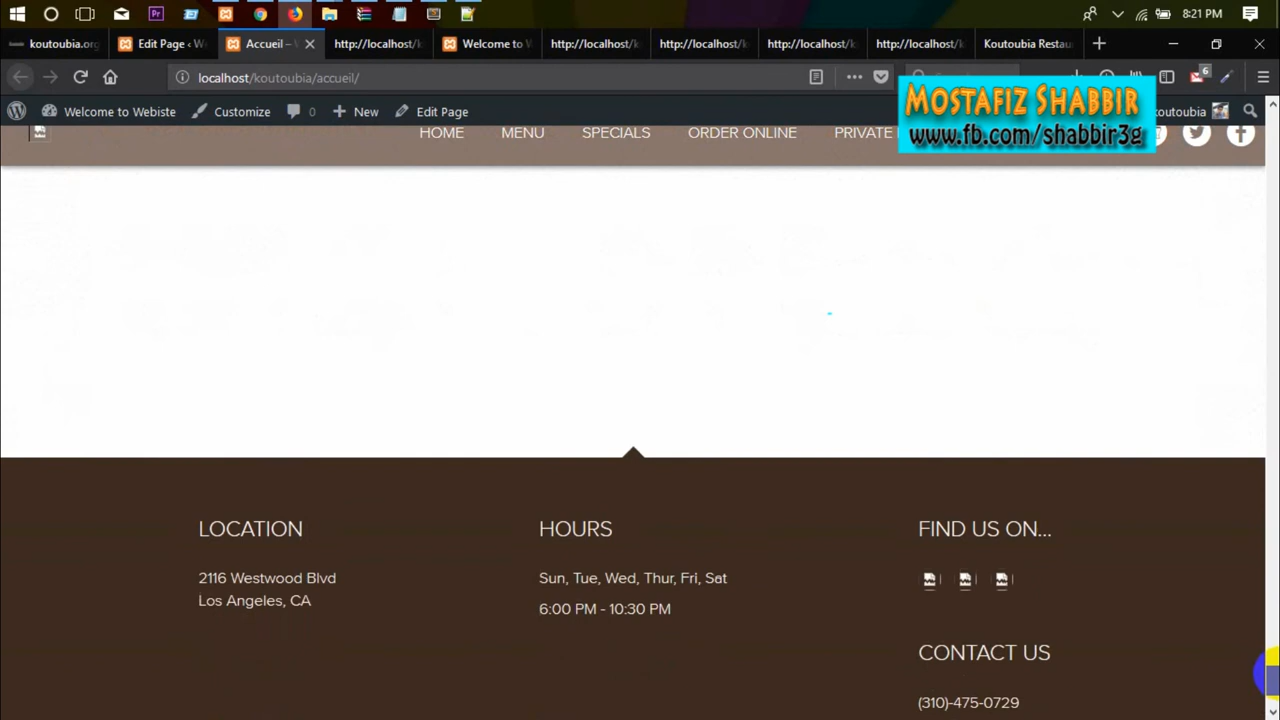 8:21 PM
koutoubia.or
Edit Page ‹ W
Accueil –
http://localhost/k
Welcome to
http://localhost/k
http://localhost/k
http://localhost/k
http://localhost/k
Koutoubia Restau
localhost/koutoubia/accueil/
6
Welcome to Webiste
Customize
0
New
Edit Page
koutoubia
MOSTAFIZ SHABBIR
www.fb.com/shabbir3g
HOME
MENU
SPECIALS
ORDER ONLINE
PRIVATE
LOCATION
2116 Westwood Blvd
Los Angeles, CA
HOURS
Sun, Tue, Wed, Thur, Fri, Sat
6:00 PM - 10:30 PM
FIND US ON...
CONTACT US
(310)-475-0729